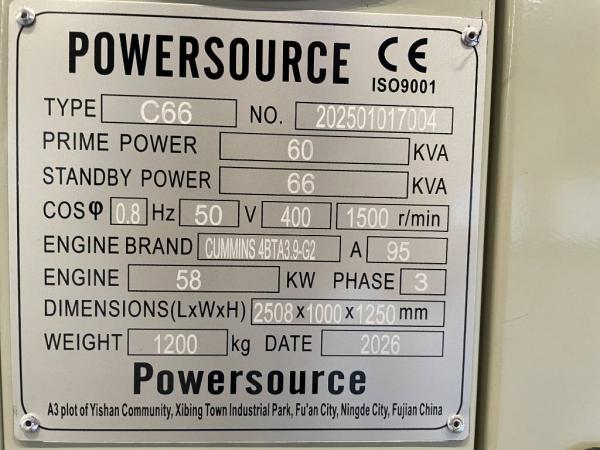 POWERSOURCE CE
ISO9001
TYPE C66 NO. 202501017004
PRIME POWER 60 KVA
STANDBY POWER 66 KVA
COSφ 0.8 Hz 50 V 400 1500 r/min
ENGINE BRAND CUMMINS 4BTA3.9-G2 A 95
ENGINE 58 KW PHASE 3
DIMENSIONS(LxWxH) 2508x1000x1250 mm
WEIGHT 1200 kg DATE 2026
Powersource
A3 plot of Yishan Community, Xibing Town Industrial Park, Fu'an City, Ningde City, Fujian China